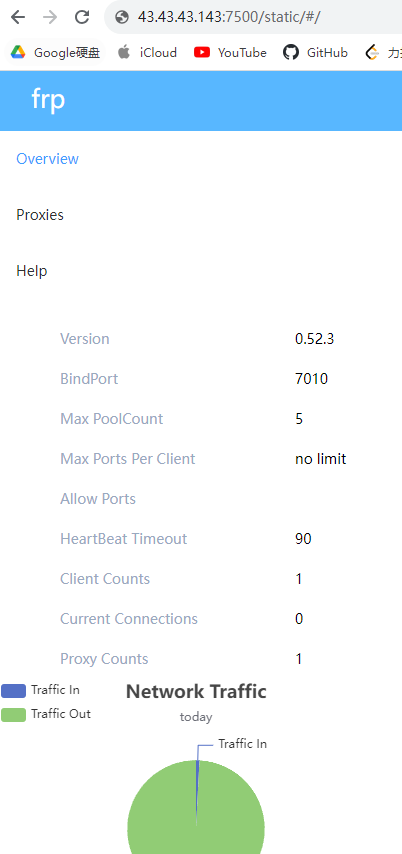 43.43.43.143:7500/static/#/
Google硬盘 iCloud YouTube GitHub 力
frp
Overview
Proxies
Help
Version 0.52.3
BindPort 7010
Max PoolCount 5
Max Ports Per Client no limit
Allow Ports
HeartBeat Timeout 90
Client Counts 1
Current Connections 0
Proxy Counts 1
Traffic In
Traffic Out
Network Traffic
today
Traffic In